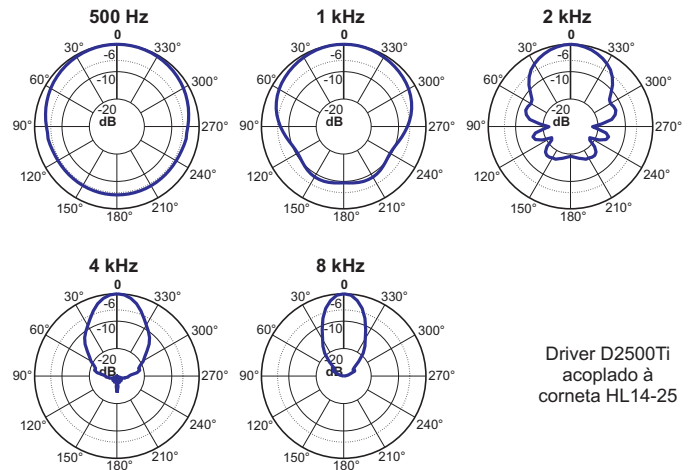 500 Hz
0
30° 330°
-6
60° -10 300°
-20
90° dB 270°
120° 240°
150° 210°
180°
1 kHz
0
30° 330°
-6
60° -10 300°
-20
90° dB 270°
120° 240°
150° 210°
180°
2 kHz
0
30° 330°
-6
60° -10 300°
-20
90° dB 270°
120° 240°
150° 210°
180°
4 kHz
0
30° 330°
-6
60° -10 300°
-20
90° dB 270°
120° 240°
150° 210°
180°
8 kHz
0
30° 330°
-6
60° -10 300°
-20
90° dB 270°
120° 240°
150° 210°
180°
Driver D2500Ti
acoplado à
corneta HL14-25